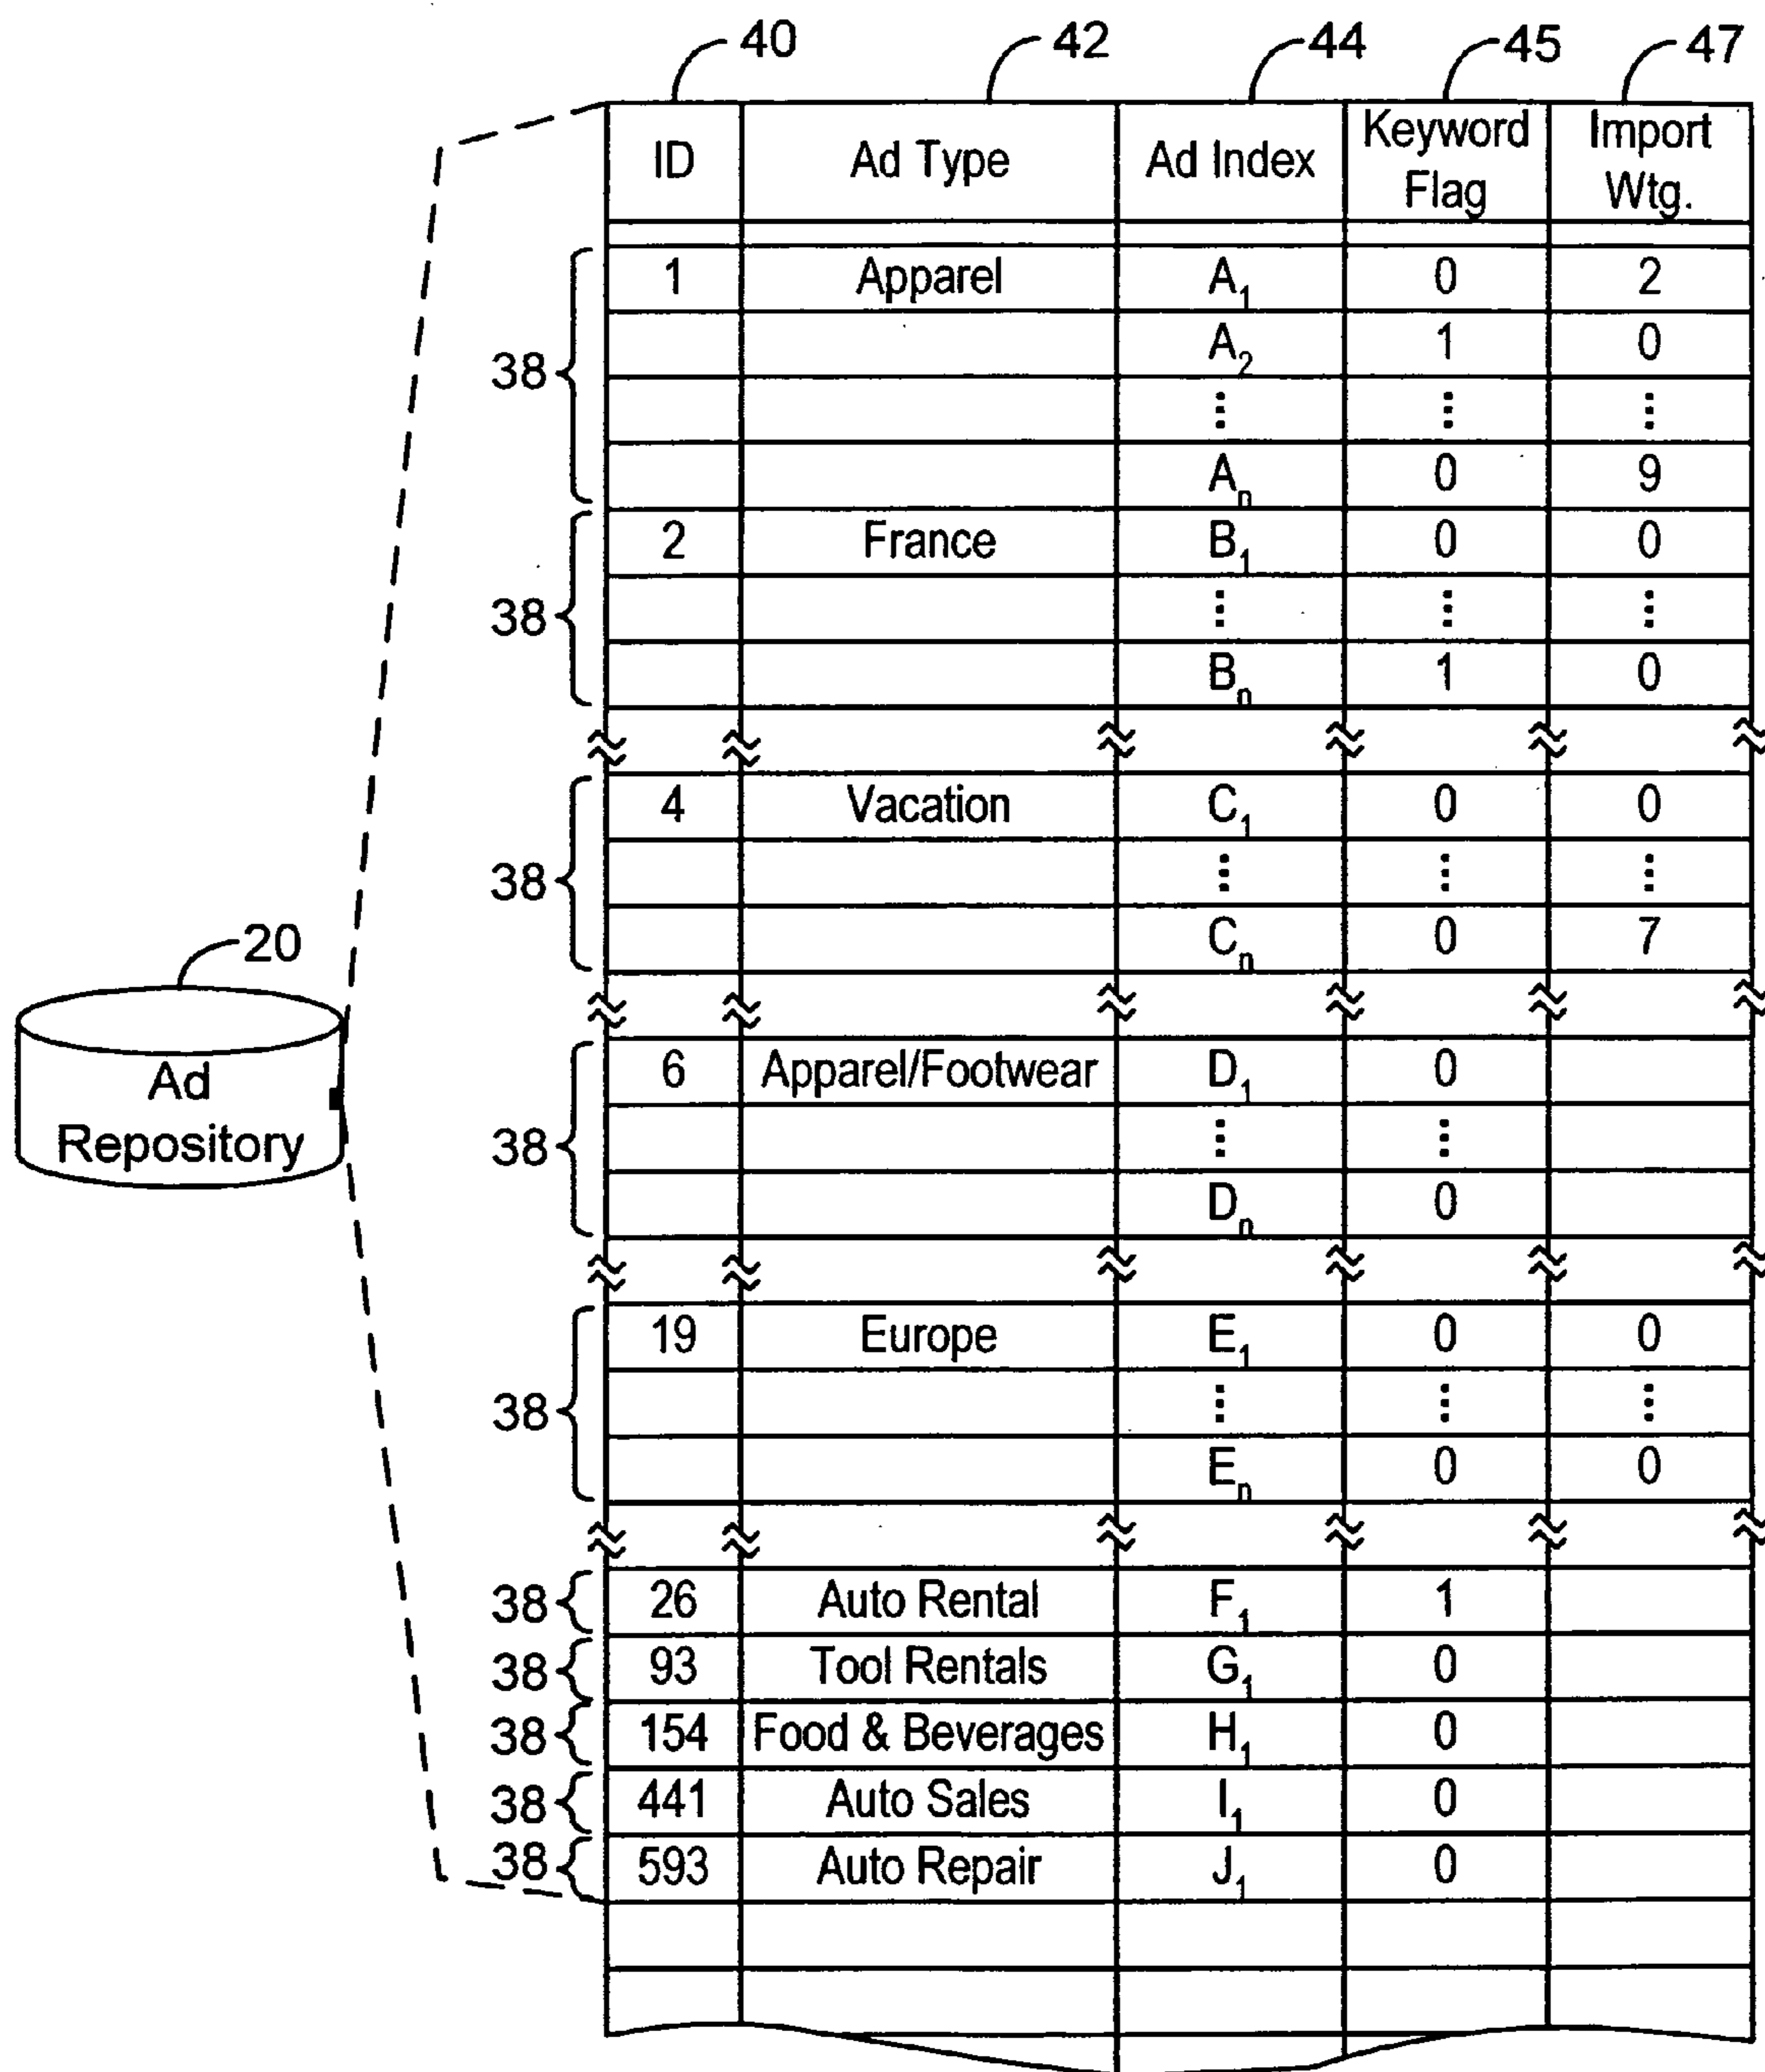 40 42 44 45 47
ID Ad Type Ad Index Keyword Flag Import Wtg.
38 1 Apparel A₁ 0 2
A₂ 1 0
⋮ ⋮ ⋮
Aₙ 0 9
38 2 France B₁ 0 0
⋮ ⋮ ⋮
Bₙ 1 0
38 4 Vacation C₁ 0 0
⋮ ⋮ ⋮
Cₙ 0 7
20
Ad
Repository
38 6 Apparel/Footwear D₁ 0
⋮ ⋮
Dₙ 0
38 19 Europe E₁ 0 0
⋮ ⋮ ⋮
Eₙ 0 0
38 26 Auto Rental F₁ 1
38 93 Tool Rentals G₁ 0
38 154 Food & Beverages H₁ 0
38 441 Auto Sales I₁ 0
38 593 Auto Repair J₁ 0